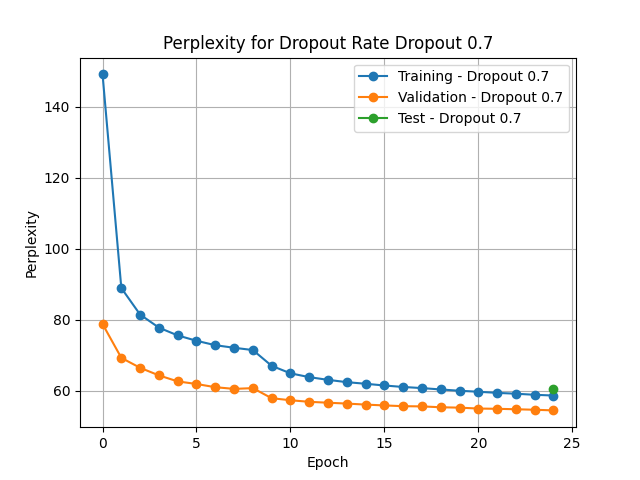 Perplexity for Dropout Rate Dropout 0.7
Training - Dropout 0.7
Validation - Dropout 0.7
Test - Dropout 0.7
Perplexity
140
120
100
80
60
0 5 10 15 20 25
Epoch